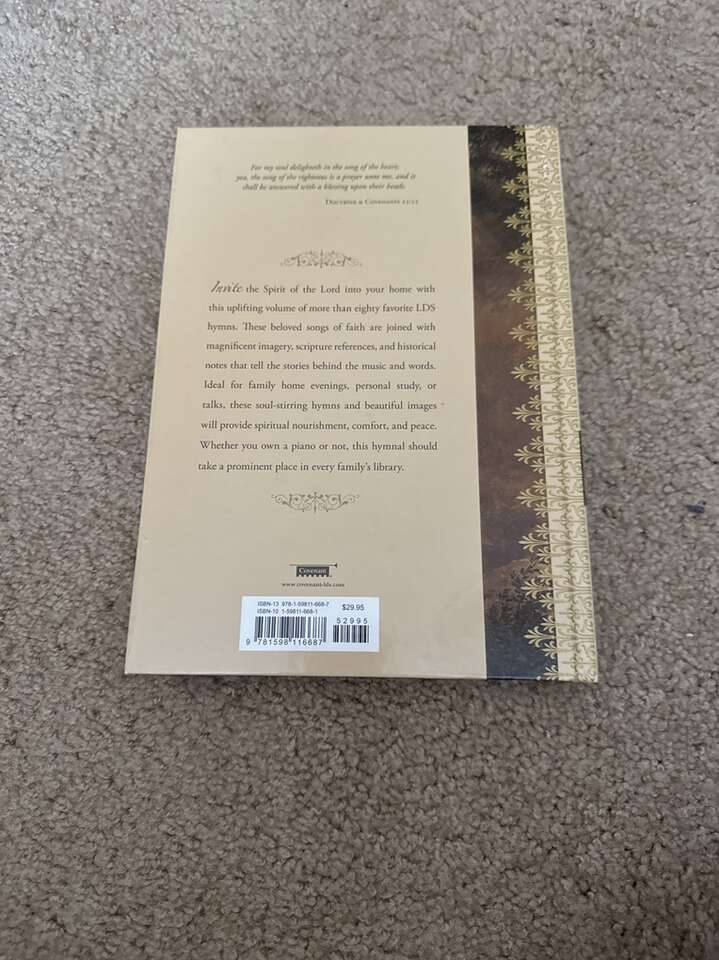 For my soul delighteth in the song of the heart;
yea, the song of the righteous is a prayer unto me, and it
shall be answered with a blessing upon their heads.
Doctrine & Covenants 25:12
Invite the Spirit of the Lord into your home with
this uplifting volume of more than eighty favorite LDS
hymns. These beloved songs of faith are joined with
magnificent imagery, scripture references, and historical
notes that tell the stories behind the music and words.
Ideal for family home evenings, personal study, or
talks, these soul-stirring hymns and beautiful images
will provide spiritual nourishment, comfort, and peace.
Whether you own a piano or not, this hymnal should
take a prominent place in every family's library.
Covenant
www.covenant-lds.com
ISBN-13 978-1-59811-668-7
ISBN-10 1-59811-668-1
$29.95
52995
9 781598 116687